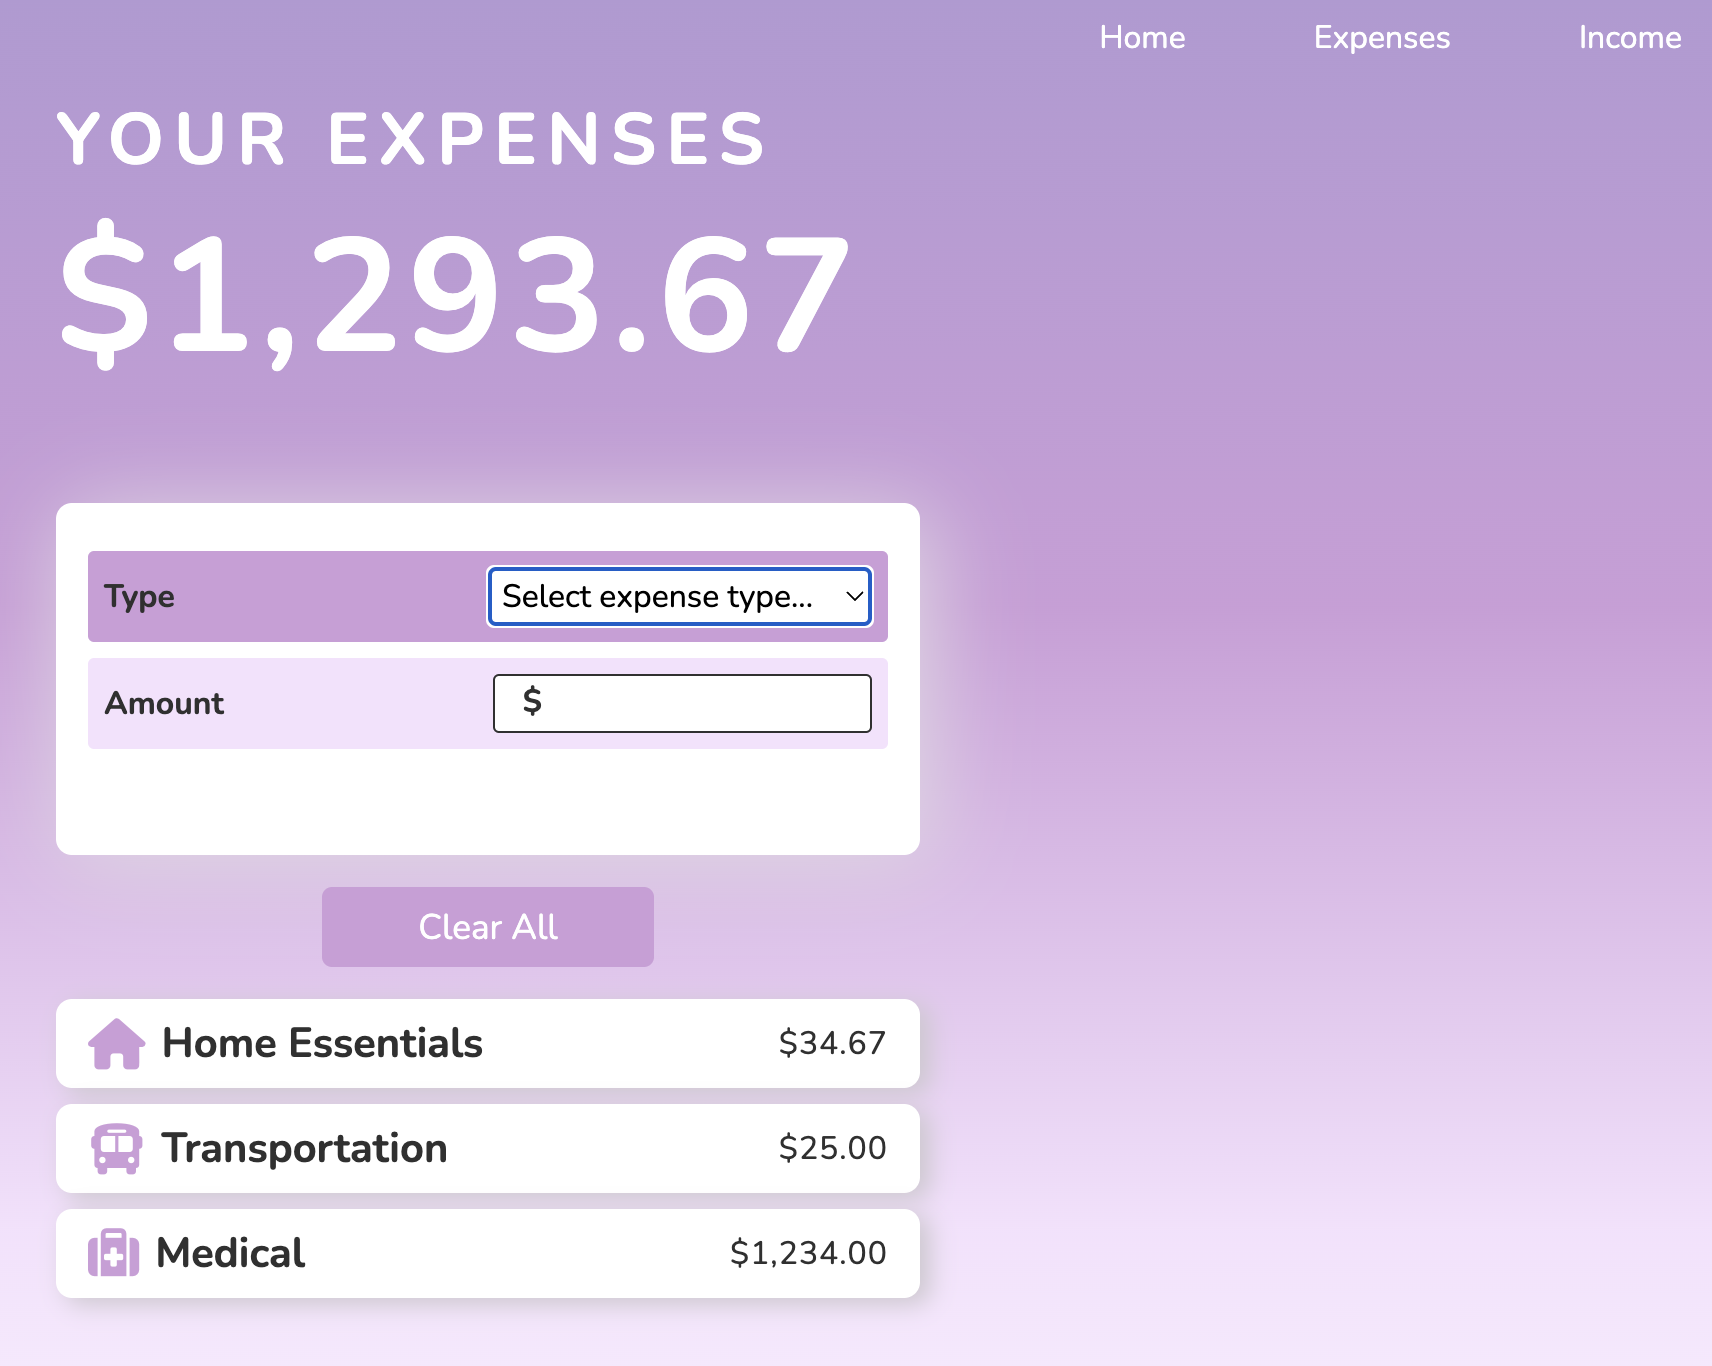 Home Expenses Income
YOUR EXPENSES
$1,293.67
Type Select expense type...
Amount $
Clear All
Home Essentials $34.67
Transportation $25.00
Medical $1,234.00